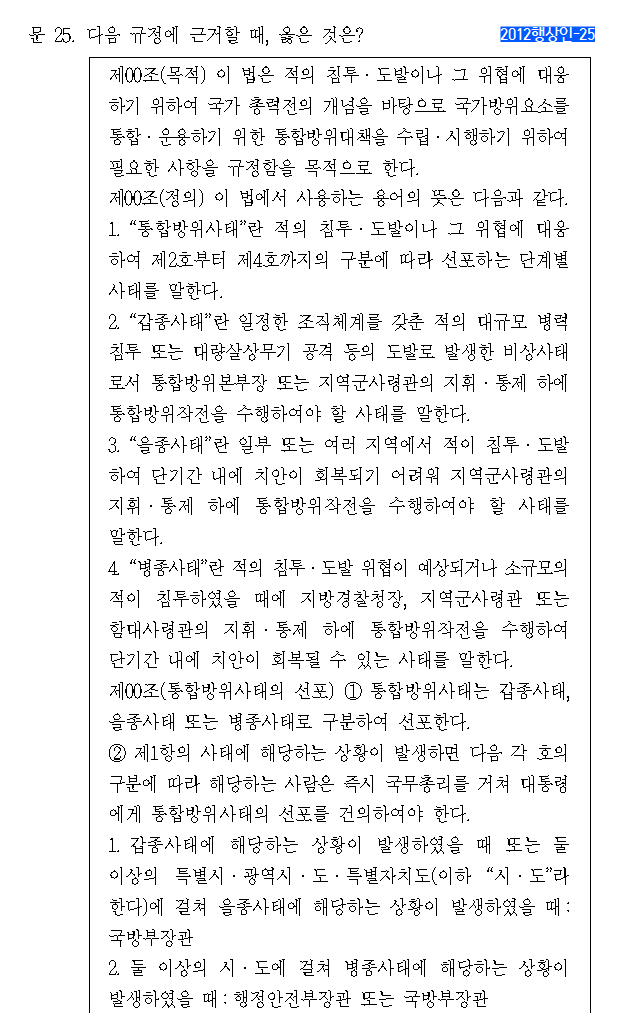 문 25. 다음 규정에 근거할 때, 옳은 것은?
2012행상인-25
제00조(목적) 이 법은 적의 침투·도발이나 그 위협에 대응
하기 위하여 국가 총력전의 개념을 바탕으로 국가방위요소를
통합·운용하기 위한 통합방위대책을 수립·시행하기 위하여
필요한 사항을 규정함을 목적으로 한다.
제00조(정의) 이 법에서 사용하는 용어의 뜻은 다음과 같다.
1. “통합방위사태”란 적의 침투·도발이나 그 위협에 대응
하여 제2호부터 제4호까지의 구분에 따라 선포하는 단계별
사태를 말한다.
2. “갑종사태”란 일정한 조직체계를 갖춘 적의 대규모 병력
침투 또는 대량살상무기 공격 등의 도발로 발생한 비상사태
로서 통합방위본부장 또는 지역군사령관의 지휘·통제 하에
통합방위작전을 수행하여야 할 사태를 말한다.
3. “을종사태”란 일부 또는 여러 지역에서 적이 침투·도발
하여 단기간 내에 치안이 회복되기 어려워 지역군사령관의
지휘·통제 하에 통합방위작전을 수행하여야 할 사태를
말한다.
4. “병종사태”란 적의 침투·도발 위협이 예상되거나 소규모의
적이 침투하였을 때에 지방경찰청장, 지역군사령관 또는
함대사령관의 지휘·통제 하에 통합방위작전을 수행하여
단기간 내에 치안이 회복될 수 있는 사태를 말한다.
제00조(통합방위사태의 선포) ① 통합방위사태는 갑종사태,
을종사태 또는 병종사태로 구분하여 선포한다.
② 제1항의 사태에 해당하는 상황이 발생하면 다음 각 호의
구분에 따라 해당하는 사람은 즉시 국무총리를 거쳐 대통령
에게 통합방위사태의 선포를 건의하여야 한다.
1. 갑종사태에 해당하는 상황이 발생하였을 때 또는 둘
이상의 특별시·광역시·도·특별자치도(이하 “시·도”라
한다)에 걸쳐 을종사태에 해당하는 상황이 발생하였을 때 :
국방부장관
2. 둘 이상의 시·도에 걸쳐 병종사태에 해당하는 상황이
발생하였을 때 : 행정안전부장관 또는 국방부장관